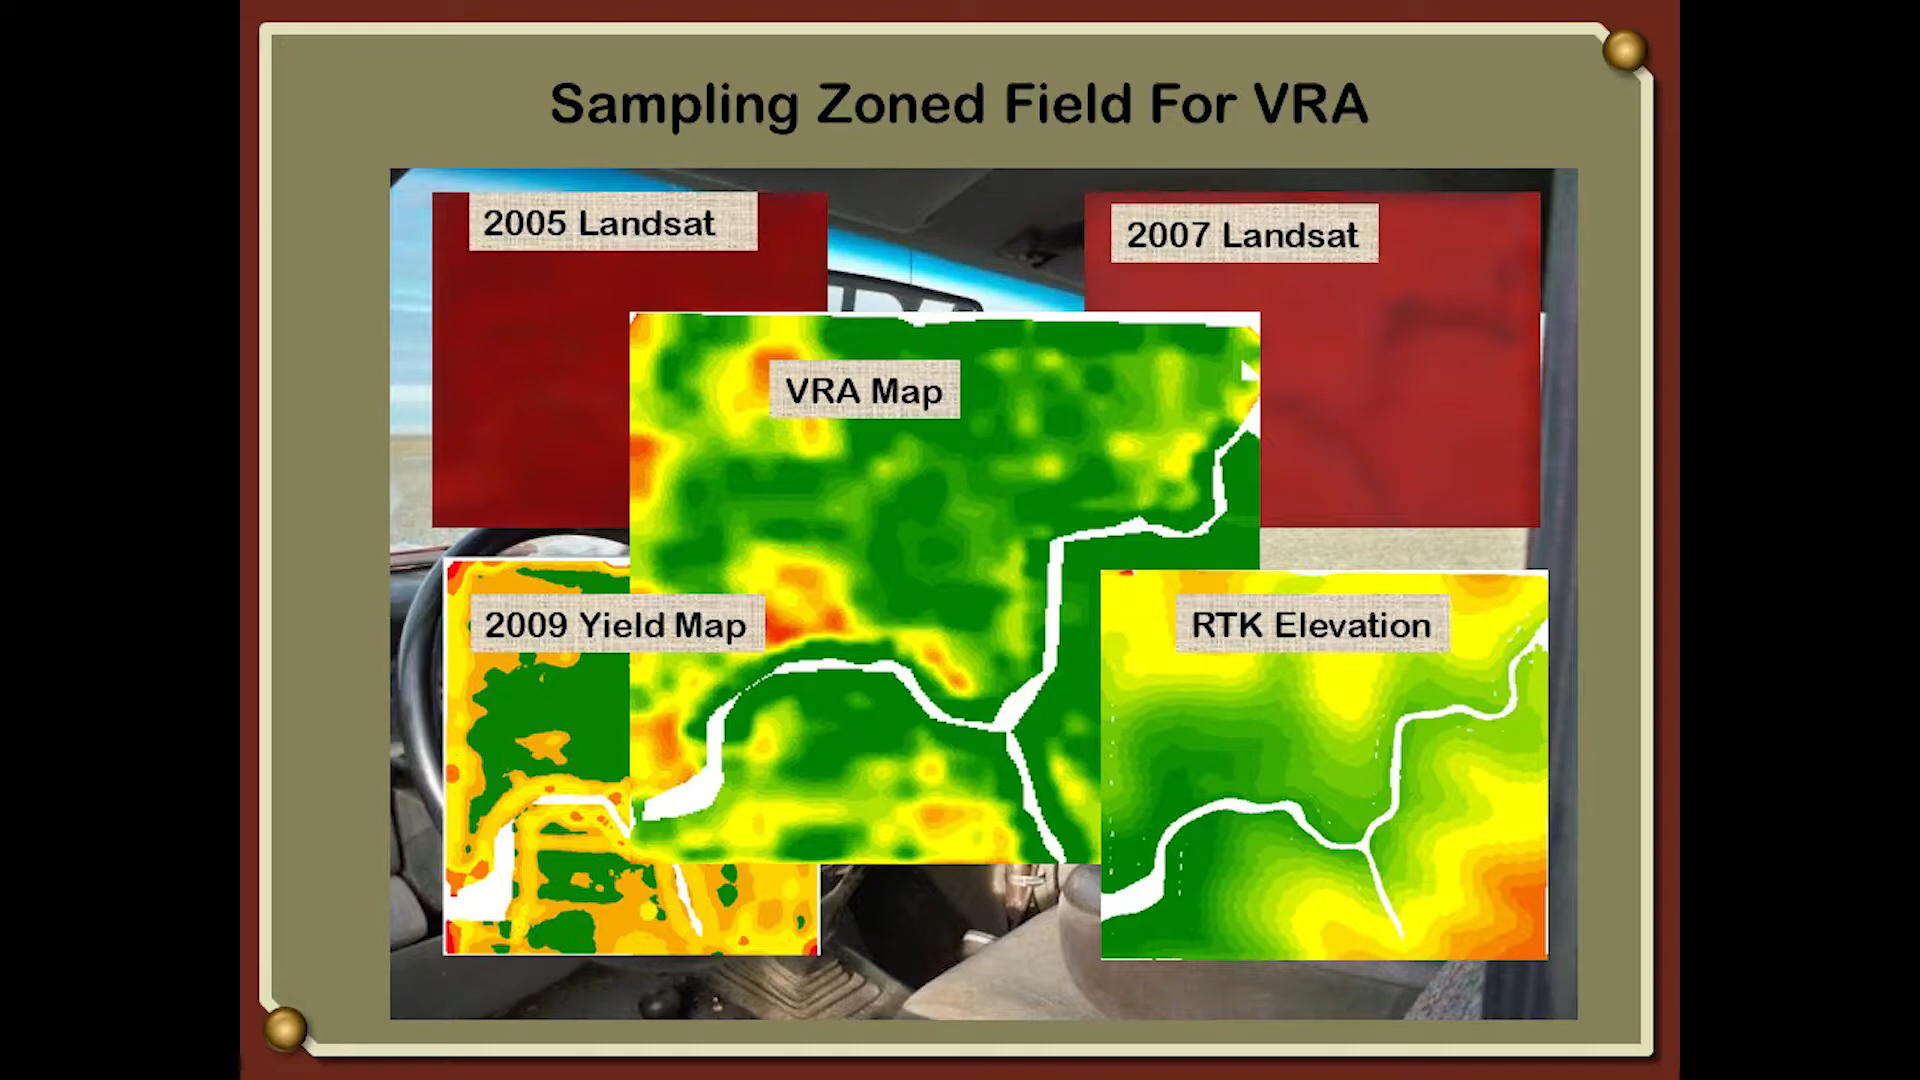 Sampling Zoned Field For VRA
2005 Landsat
2007 Landsat
VRA Map
2009 Yield Map
RTK Elevation